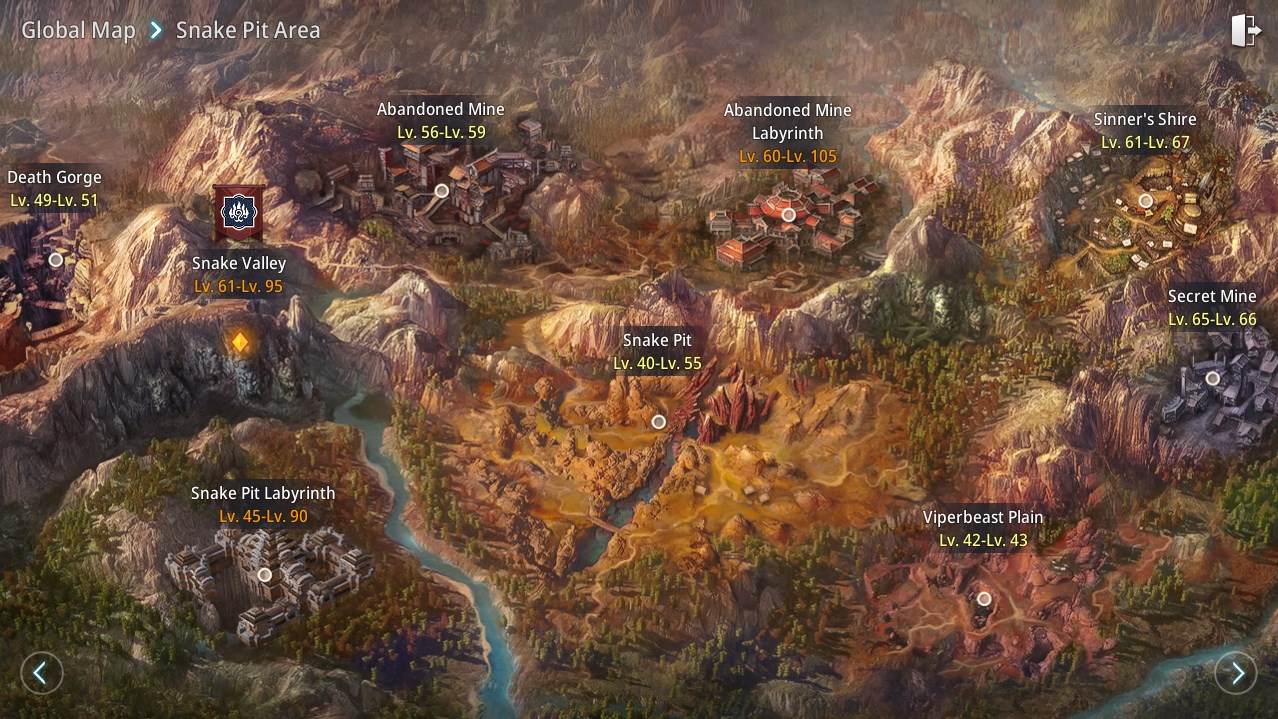 Global Map
Snake Pit Area
Abandoned Mine
Lv. 56-Lv. 59
Abandoned Mine
Labyrinth
Lv. 60-Lv. 105
Sinner's Shire
Lv. 61-Lv. 67
Death Gorge
Lv. 49-Lv. 51
Snake Valley
Lv. 61-Lv. 95
Secret Mine
Lv. 65-Lv. 66
Snake Pit
Lv. 40-Lv. 55
Snake Pit Labyrinth
Lv. 45-Lv. 90
Viperbeast Plain
Lv. 42-Lv. 43